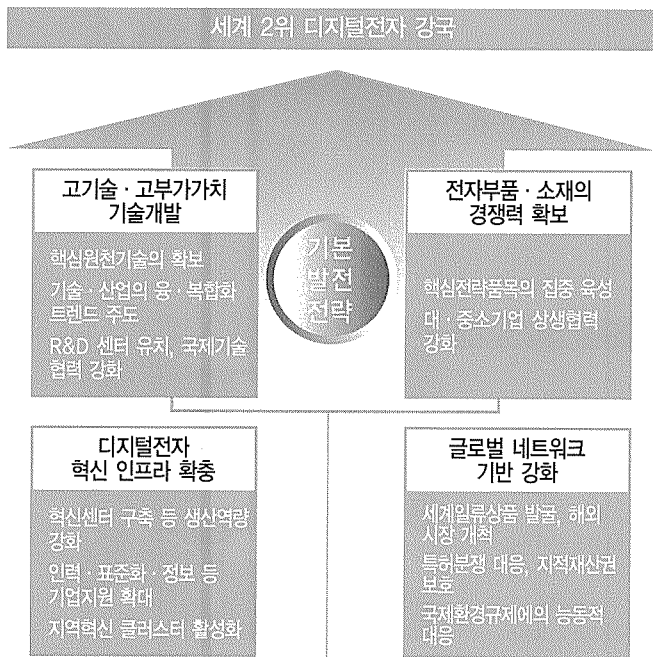 세계 2위 디지털전자 강국
고기술 · 고부가가치
기술개발
핵심원천기술의 확보
기술 · 산업의 융 · 복합화
트렌드 주도
R&D 센터 유치, 국제기술
협력 강화
기본
발전
전략
전자부품 · 소재의
경쟁력 확보
핵심전략품목의 집중 육성
대 · 중소기업 상생협력
강화
디지털전자
혁신 인프라 확충
혁신센터 구축 등 생산역량
강화
인력 · 표준화 · 정보 등
기업지원 확대
지역혁신 클러스터 활성화
글로벌 네트워크
기반 강화
세계일류상품 발굴, 해외
시장 개척
특허분쟁 대응, 지적재산권
보호
국제환경규제에의 능동적
대응